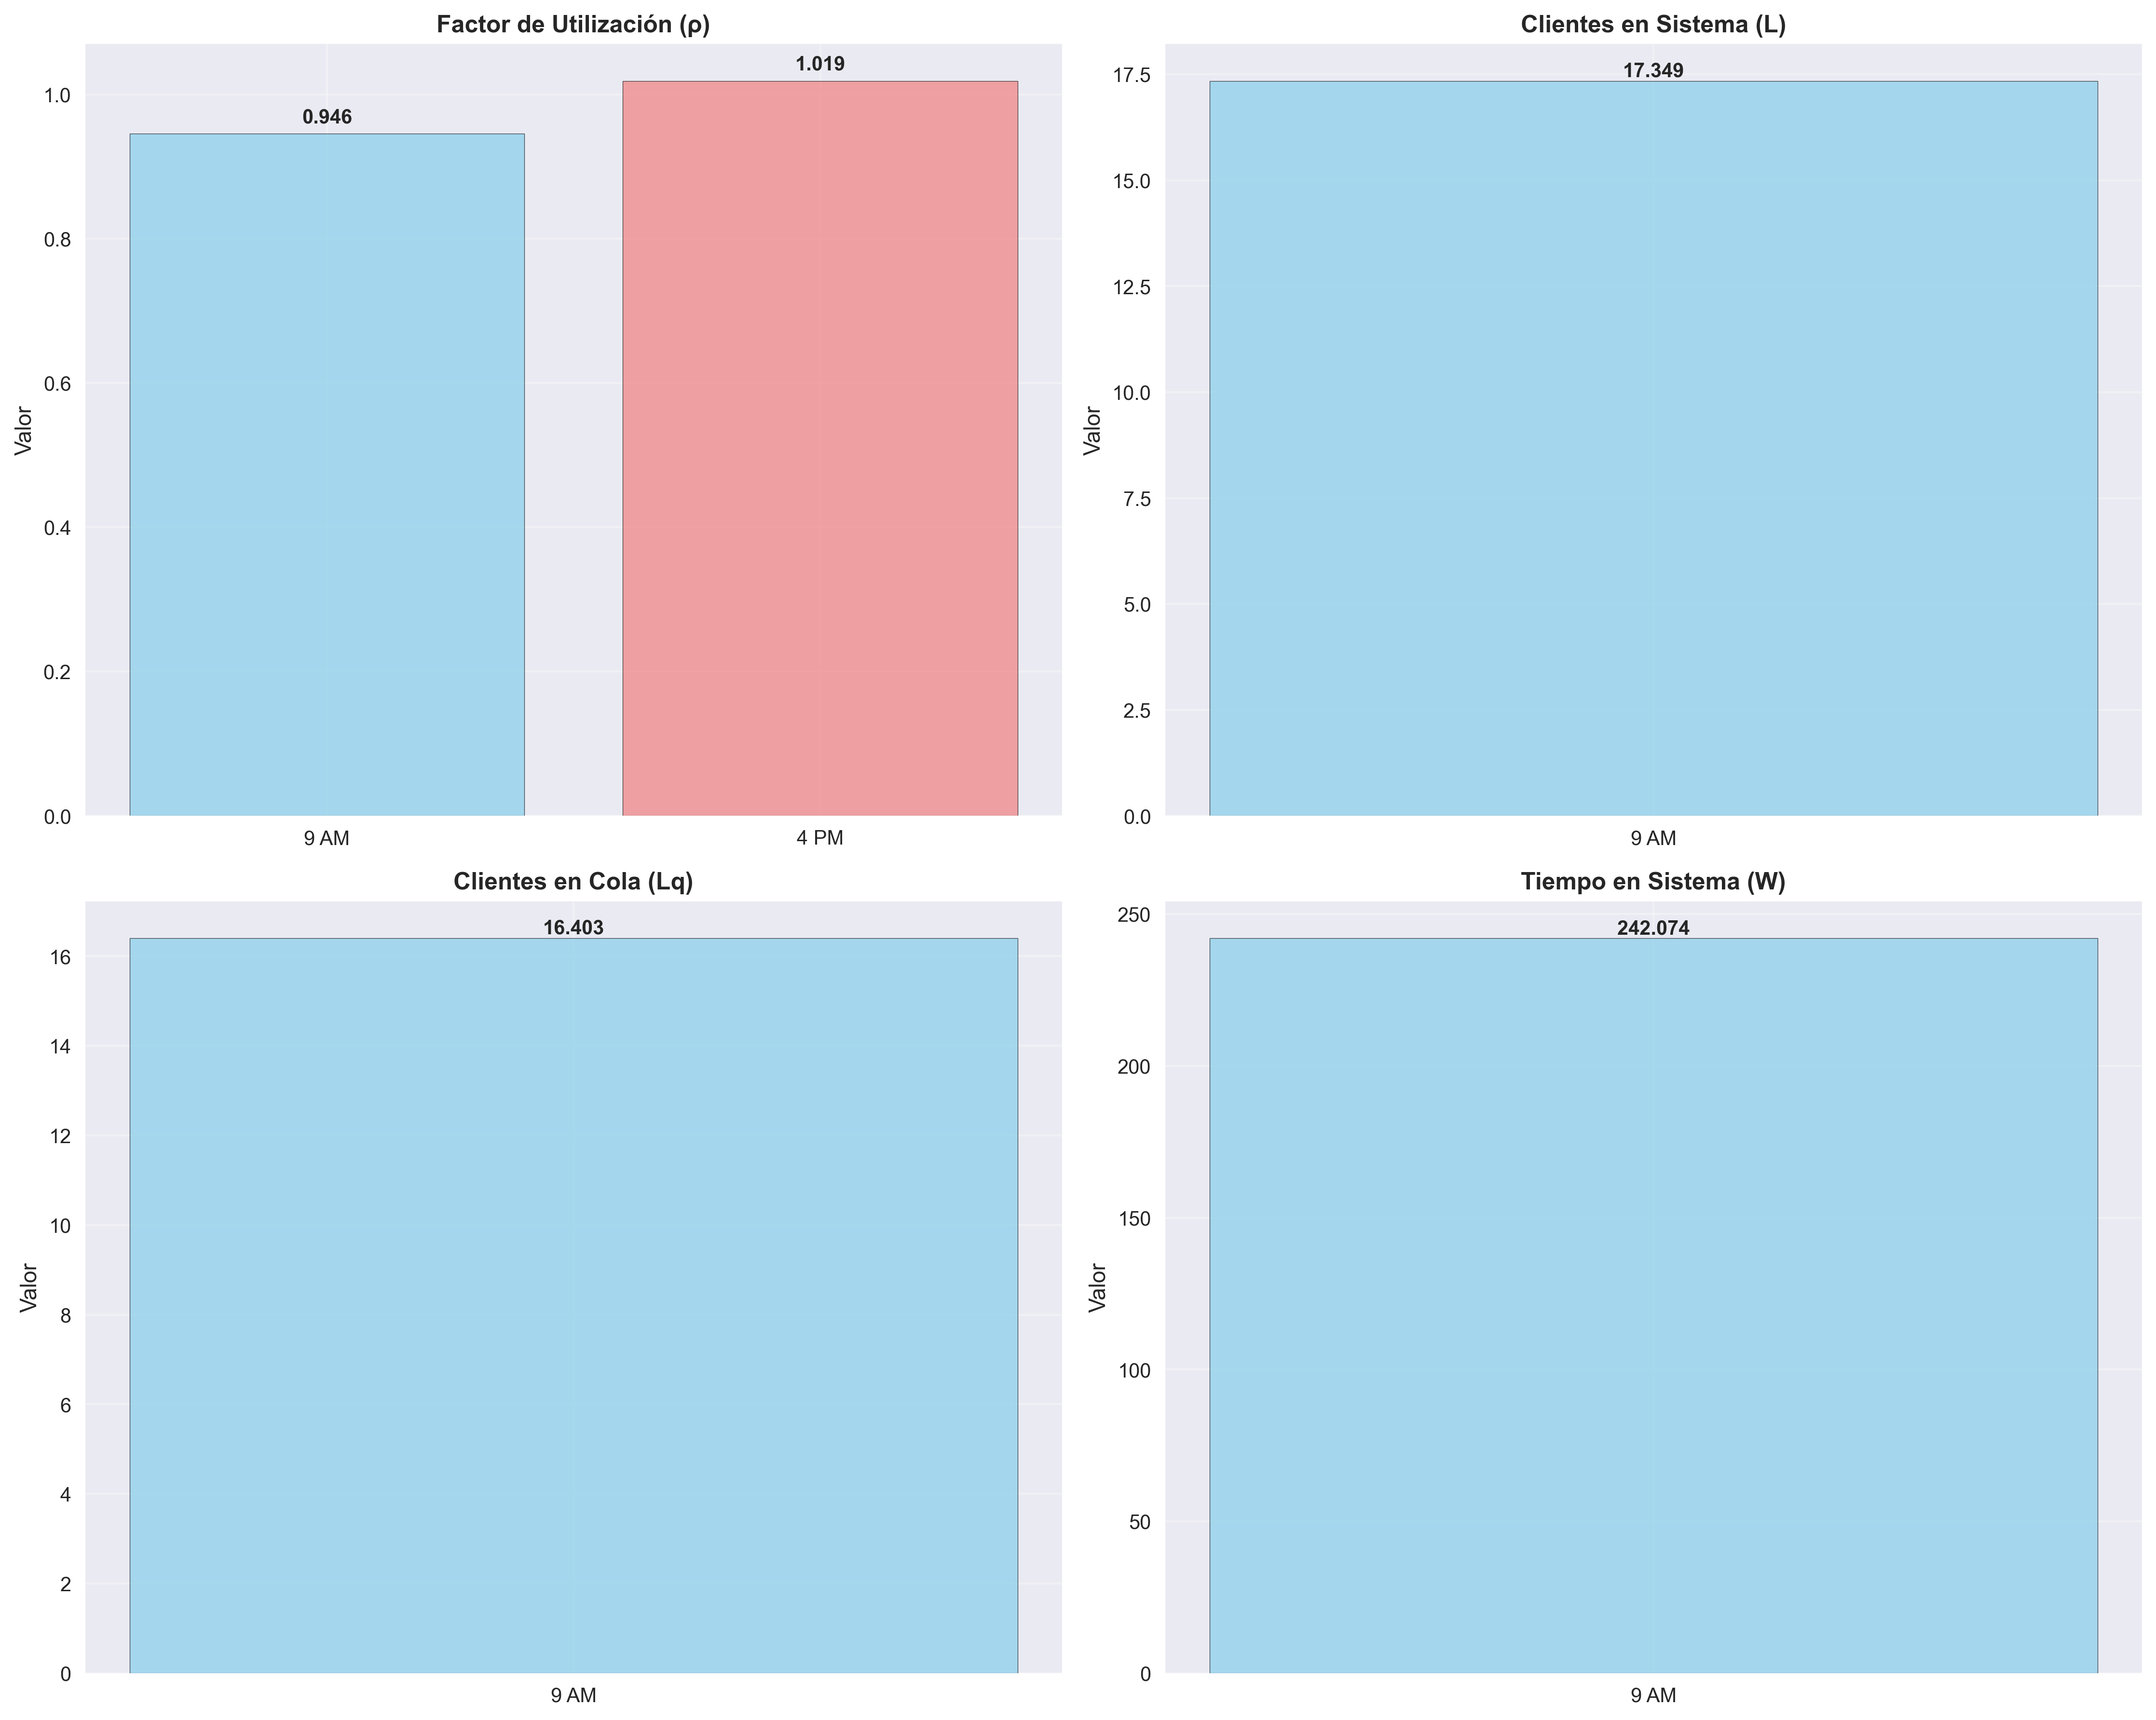 Factor de Utilización (ρ)
Valor
1.0
0.8
0.6
0.4
0.2
0.0
0.946
1.019
9 AM
4 PM
Clientes en Sistema (L)
Valor
17.5
15.0
12.5
10.0
7.5
5.0
2.5
0.0
17.349
9 AM
Clientes en Cola (Lq)
Valor
16
14
12
10
8
6
4
2
0
16.403
9 AM
Tiempo en Sistema (W)
Valor
250
200
150
100
50
0
242.074
9 AM